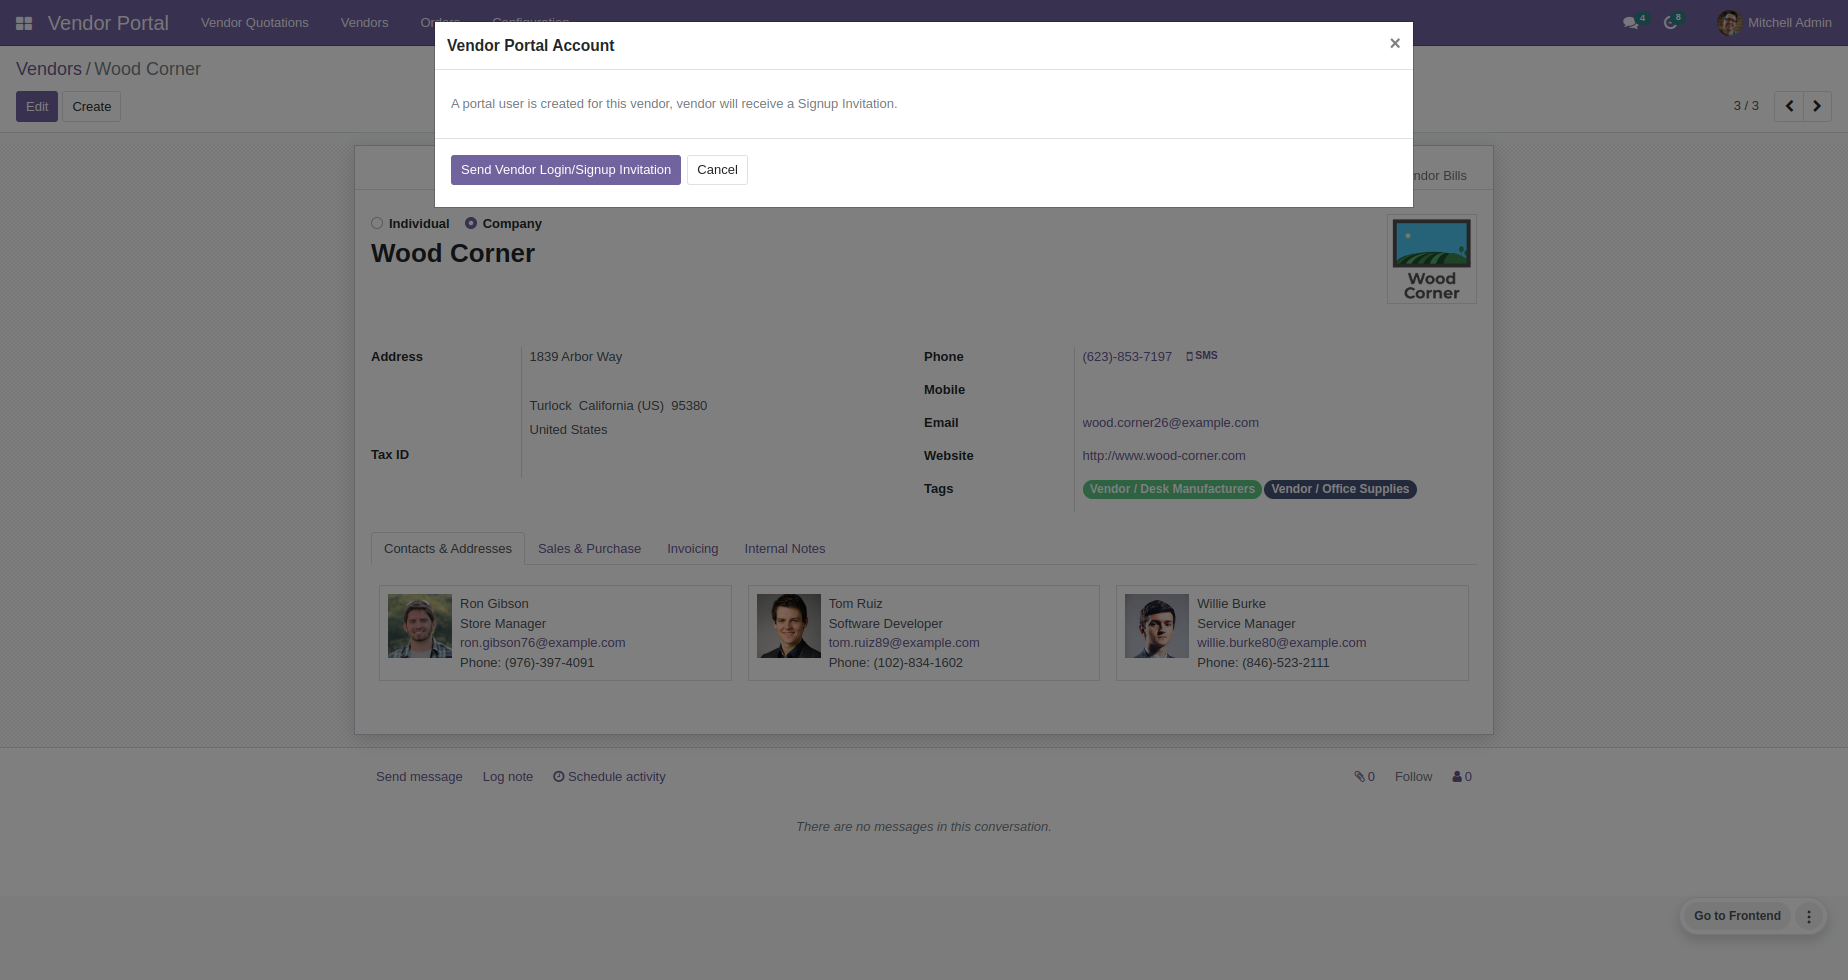 Vendor Portal
Vendor Quotations
Vendors
Orders
Configuration
4
8
Mitchell Admin
Vendor Portal Account
×
A portal user is created for this vendor, vendor will receive a Signup Invitation.
Send Vendor Login/Signup Invitation
Cancel
Vendors / Wood Corner
Edit
Create
3 / 3
ndor Bills
Individual
Company
Wood Corner
Wood
Corner
Address
1839 Arbor Way
Turlock California (US) 95380
United States
Tax ID
Phone
(623)-853-7197
SMS
Mobile
Email
wood.corner26@example.com
Website
http://www.wood-corner.com
Tags
Vendor / Desk Manufacturers
Vendor / Office Supplies
Contacts & Addresses
Sales & Purchase
Invoicing
Internal Notes
Ron Gibson
Store Manager
ron.gibson76@example.com
Phone: (976)-397-4091
Tom Ruiz
Software Developer
tom.ruiz89@example.com
Phone: (102)-834-1602
Willie Burke
Service Manager
willie.burke80@example.com
Phone: (846)-523-2111
Send message
Log note
Schedule activity
0
Follow
0
There are no messages in this conversation.
Go to Frontend